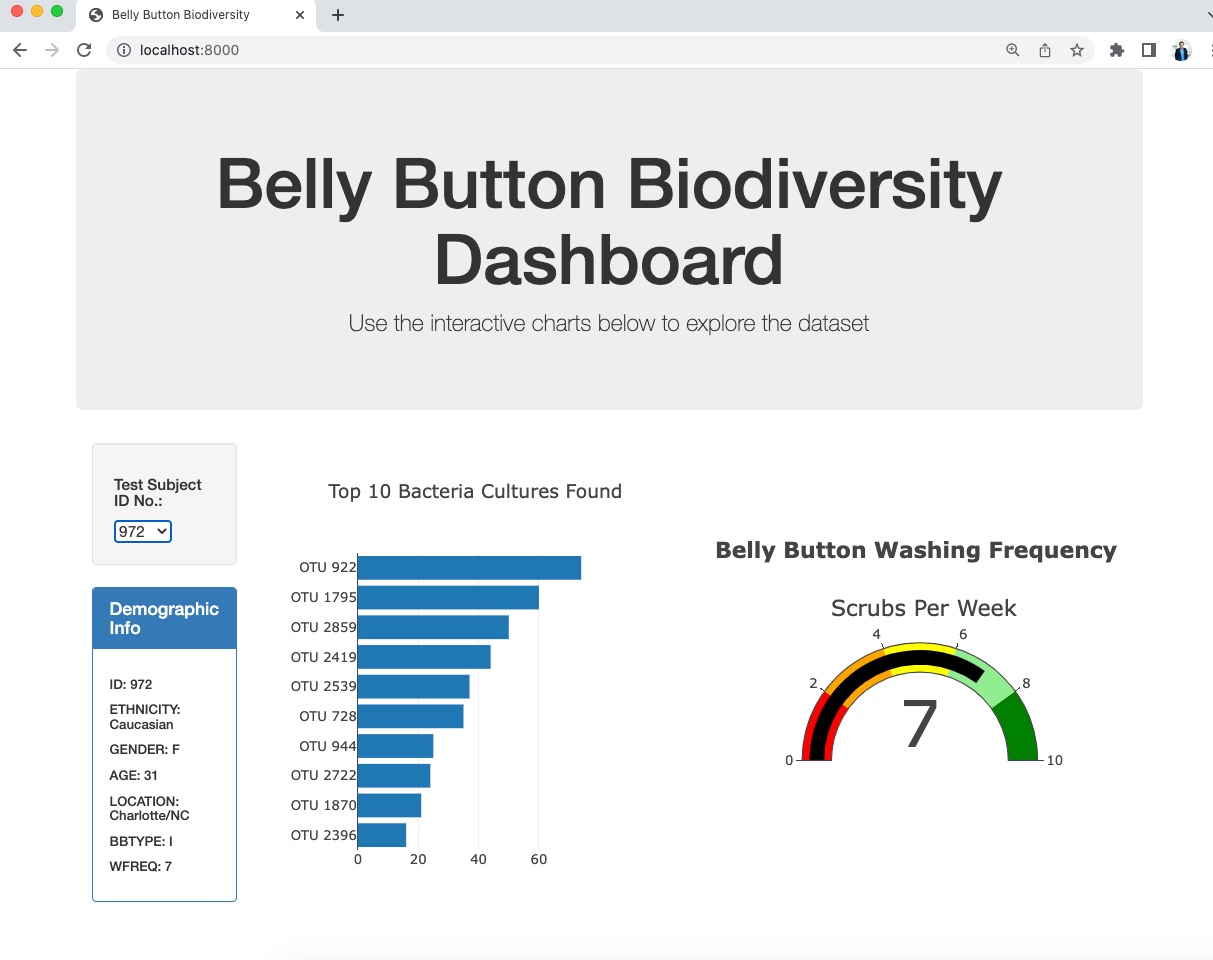 Belly Button Biodiversity
localhost:8000
Belly Button Biodiversity
Dashboard
Use the interactive charts below to explore the dataset
Test Subject
ID No.:
972
Demographic
Info
ID: 972
ETHNICITY:
Caucasian
GENDER: F
AGE: 31
LOCATION:
Charlotte/NC
BBTYPE: I
WFREQ: 7
Top 10 Bacteria Cultures Found
OTU 922
OTU 1795
OTU 2859
OTU 2419
OTU 2539
OTU 728
OTU 944
OTU 2722
OTU 1870
OTU 2396
0 20 40 60
Belly Button Washing Frequency
Scrubs Per Week
4 6
2 8
7
0 10